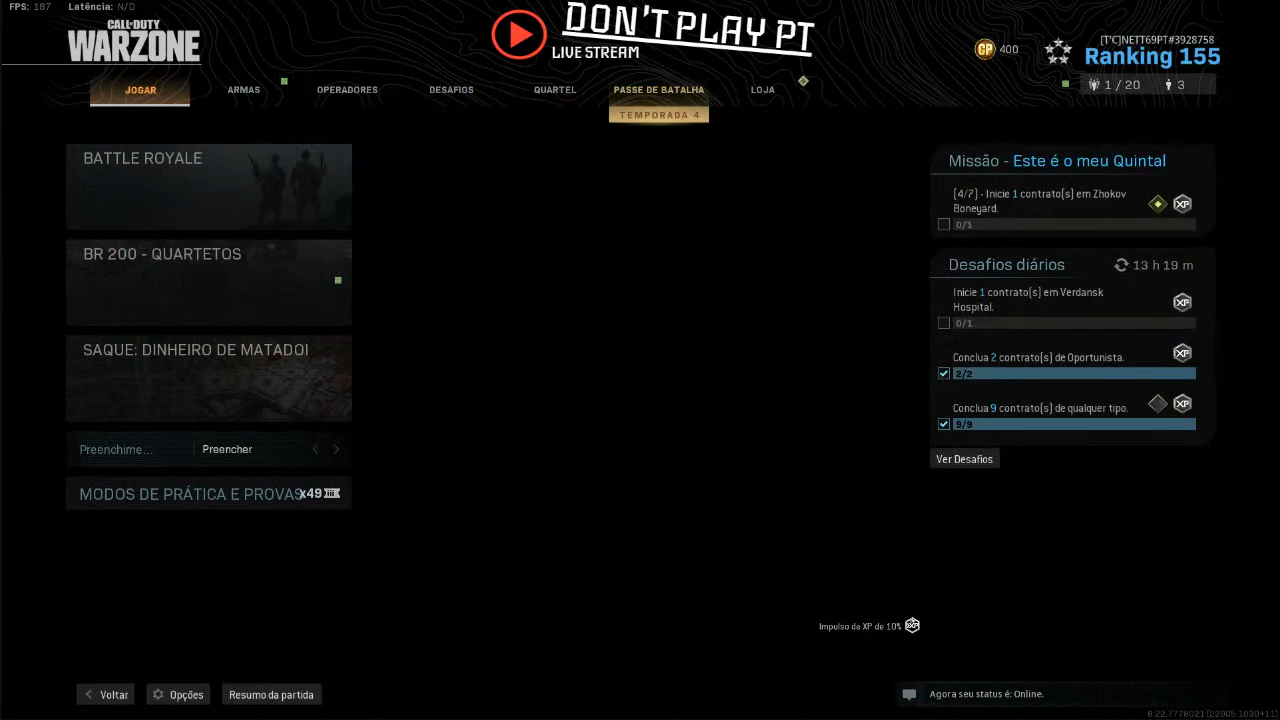 FPS: 187 Latência: N/D
CALL OF DUTY
WARZONE
DON'T PLAY PT
LIVE STREAM
CP 400
[T'C]NETT69PT#3928758
Ranking 155
1 / 20 3
JOGAR ARMAS OPERADORES DESAFIOS QUARTEL PASSE DE BATALHA LOJA
TEMPORADA 4
BATTLE ROYALE
BR 200 - QUARTETOS
SAQUE: DINHEIRO DE MATADOI
Preenchime... Preencher
MODOS DE PRÁTICA E PROVAS x49
Missão - Este é o meu Quintal
(4/7) - Inicie 1 contrato(s) em Zhokov
Boneyard.
XP
0/1
Desafios diários 13 h 19 m
Inicie 1 contrato(s) em Verdansk
Hospital.
XP
0/1
Conclua 2 contrato(s) de Oportunista. XP
2/2
Conclua 9 contrato(s) de qualquer tipo. XP
9/9
Ver Desafios
Impulso de XP de 10%
Voltar Opções Resumo da partida
Agora seu status é: Online.